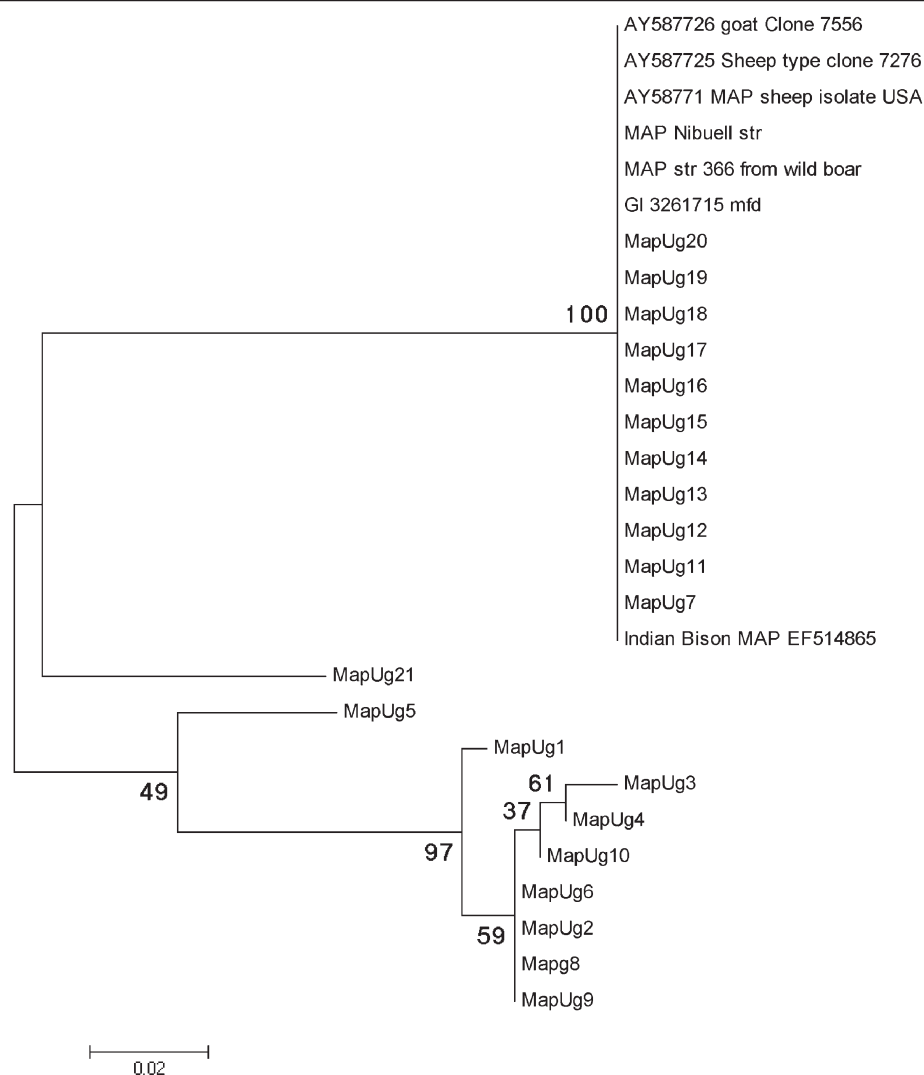 AY587726 goat Clone 7556
AY587725 Sheep type clone 7276
AY58771 MAP sheep isolate USA
MAP Nibuell str
MAP str 366 from wild boar
GI 3261715 mfd
MapUg20
MapUg19
100
MapUg18
MapUg17
MapUg16
MapUg15
MapUg14
MapUg13
MapUg12
MapUg11
MapUg7
Indian Bison MAP EF514865
MapUg21
MapUg5
MapUg1
61
MapUg3
49
37
MapUg4
97
MapUg10
MapUg6
59
MapUg2
Mapg8
MapUg9
0.02